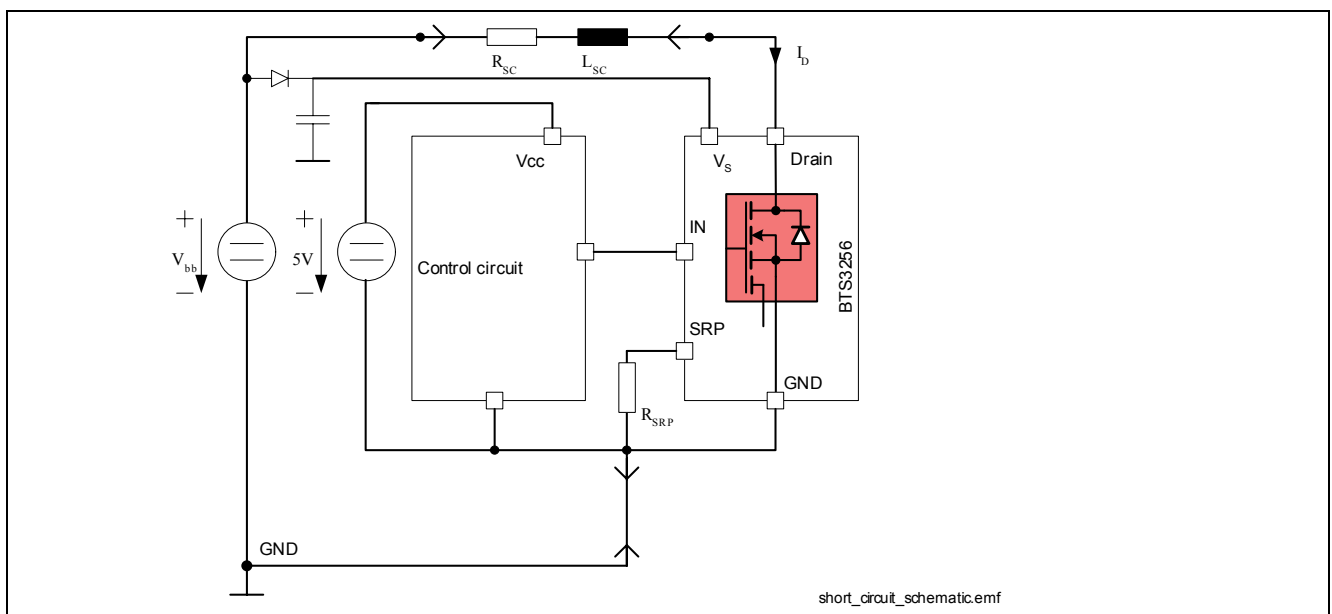 R_SC
L_SC
I_D
Vcc
V_S
Drain
+
V_bb
−
+
5V
−
Control circuit
IN
BTS3256
SRP
R_SRP
GND
GND
short_circuit_schematic.emf